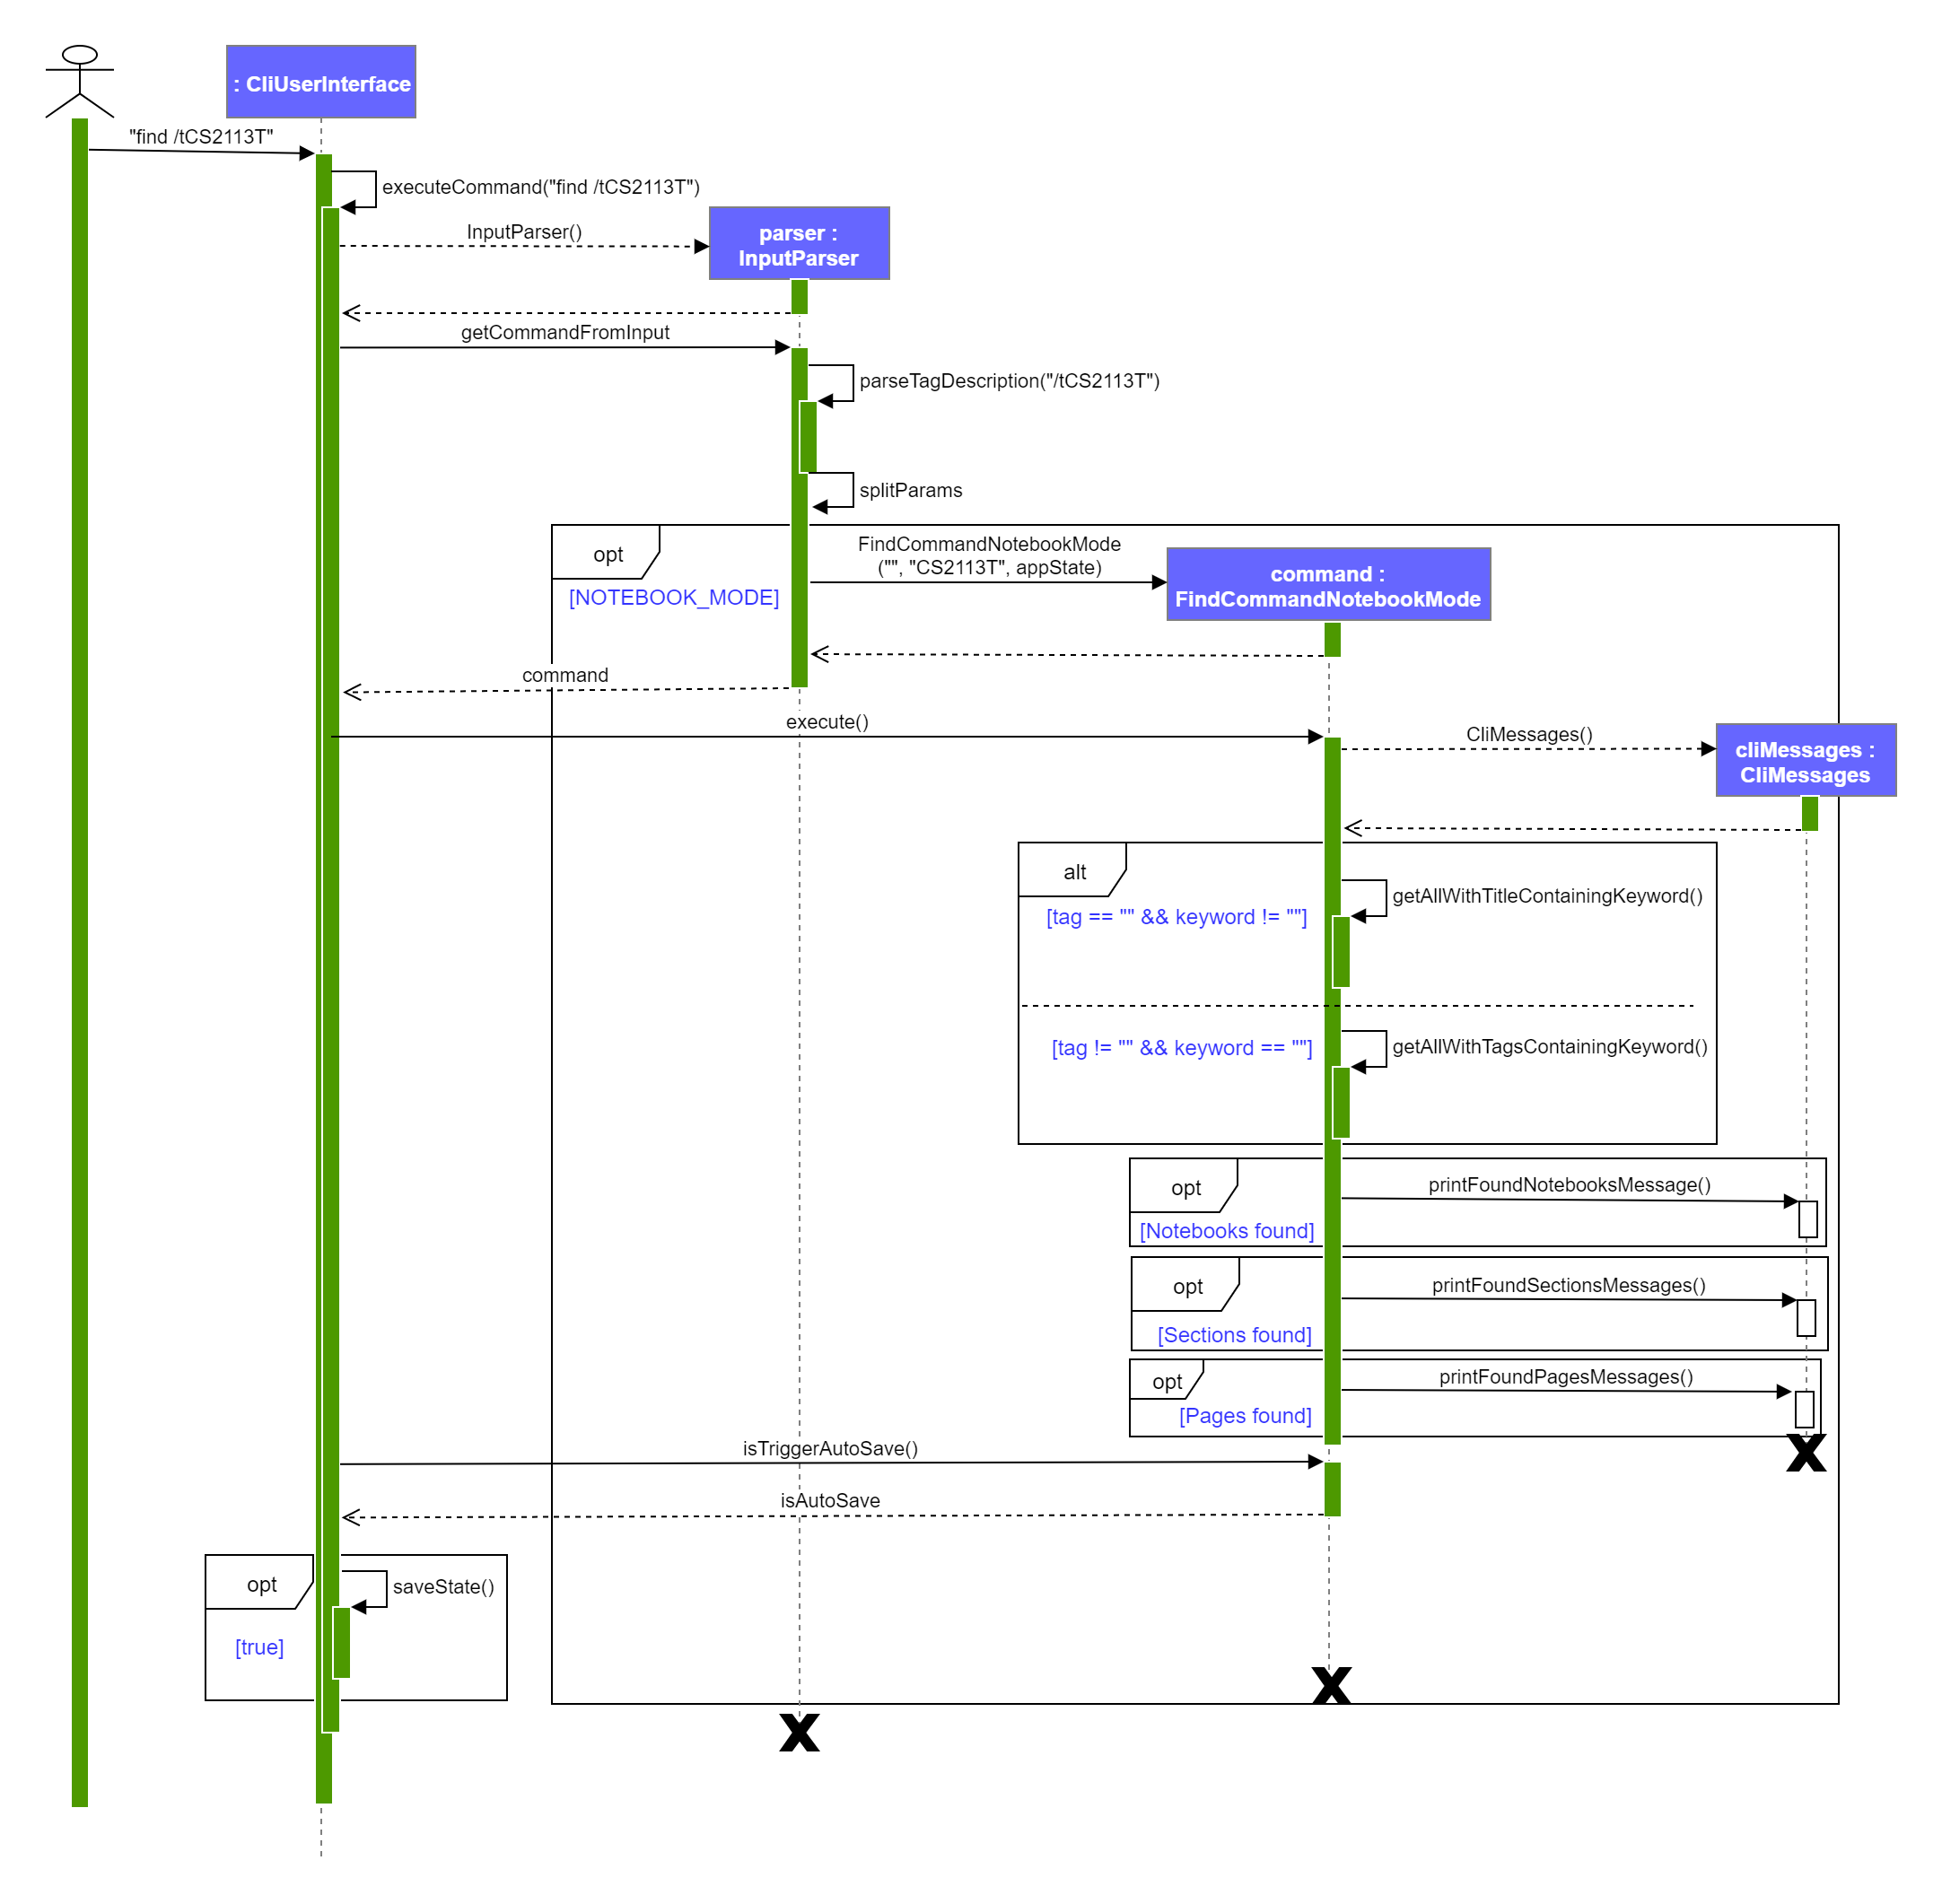 : CliUserInterface
"find /tCS2113T"
executeCommand("find /tCS2113T")
InputParser()
parser :
InputParser
getCommandFromInput
parseTagDescription("/tCS2113T")
splitParams
opt
[NOTEBOOK_MODE]
FindCommandNotebookMode
("", "CS2113T", appState)
command :
FindCommandNotebookMode
command
execute()
CliMessages()
cliMessages :
CliMessages
alt
[tag == "" && keyword != ""]
getAllWithTitleContainingKeyword()
[tag != "" && keyword == ""]
getAllWithTagsContainingKeyword()
opt
[Notebooks found]
printFoundNotebooksMessage()
opt
[Sections found]
printFoundSectionsMessages()
opt
[Pages found]
printFoundPagesMessages()
isTriggerAutoSave()
isAutoSave
opt
[true]
saveState()